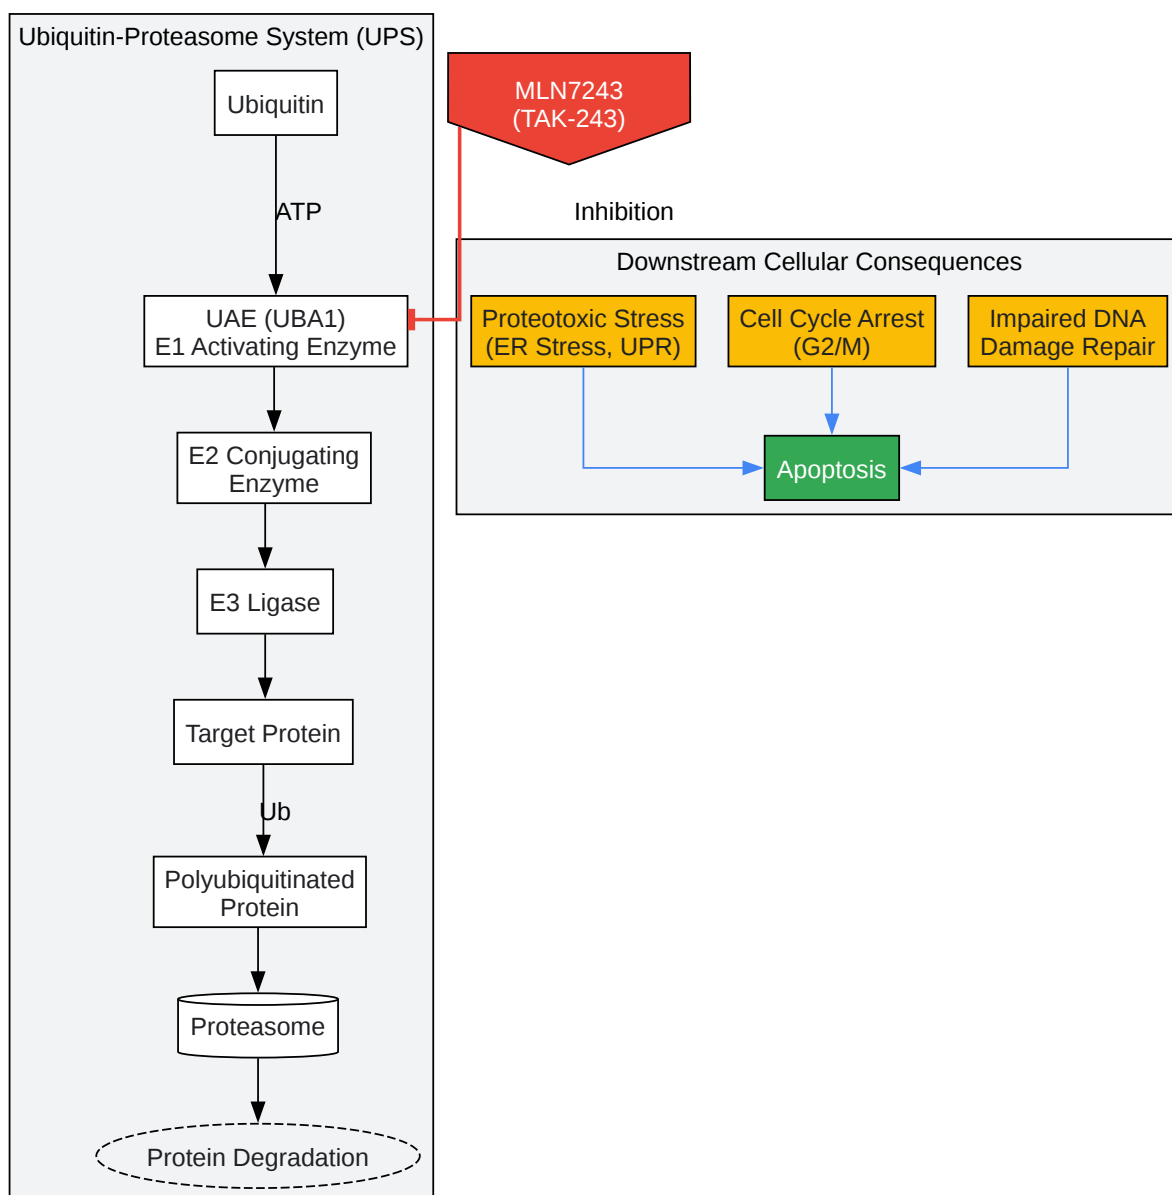 Ubiquitin-Proteasome System (UPS)
Ubiquitin
ATP
UAE (UBA1)
E1 Activating Enzyme
E2 Conjugating
Enzyme
E3 Ligase
Target Protein
Ub
Polyubiquitinated
Protein
Proteasome
Protein Degradation
MLN7243
(TAK-243)
Inhibition
Downstream Cellular Consequences
Proteotoxic Stress
(ER Stress, UPR)
Cell Cycle Arrest
(G2/M)
Impaired DNA
Damage Repair
Apoptosis